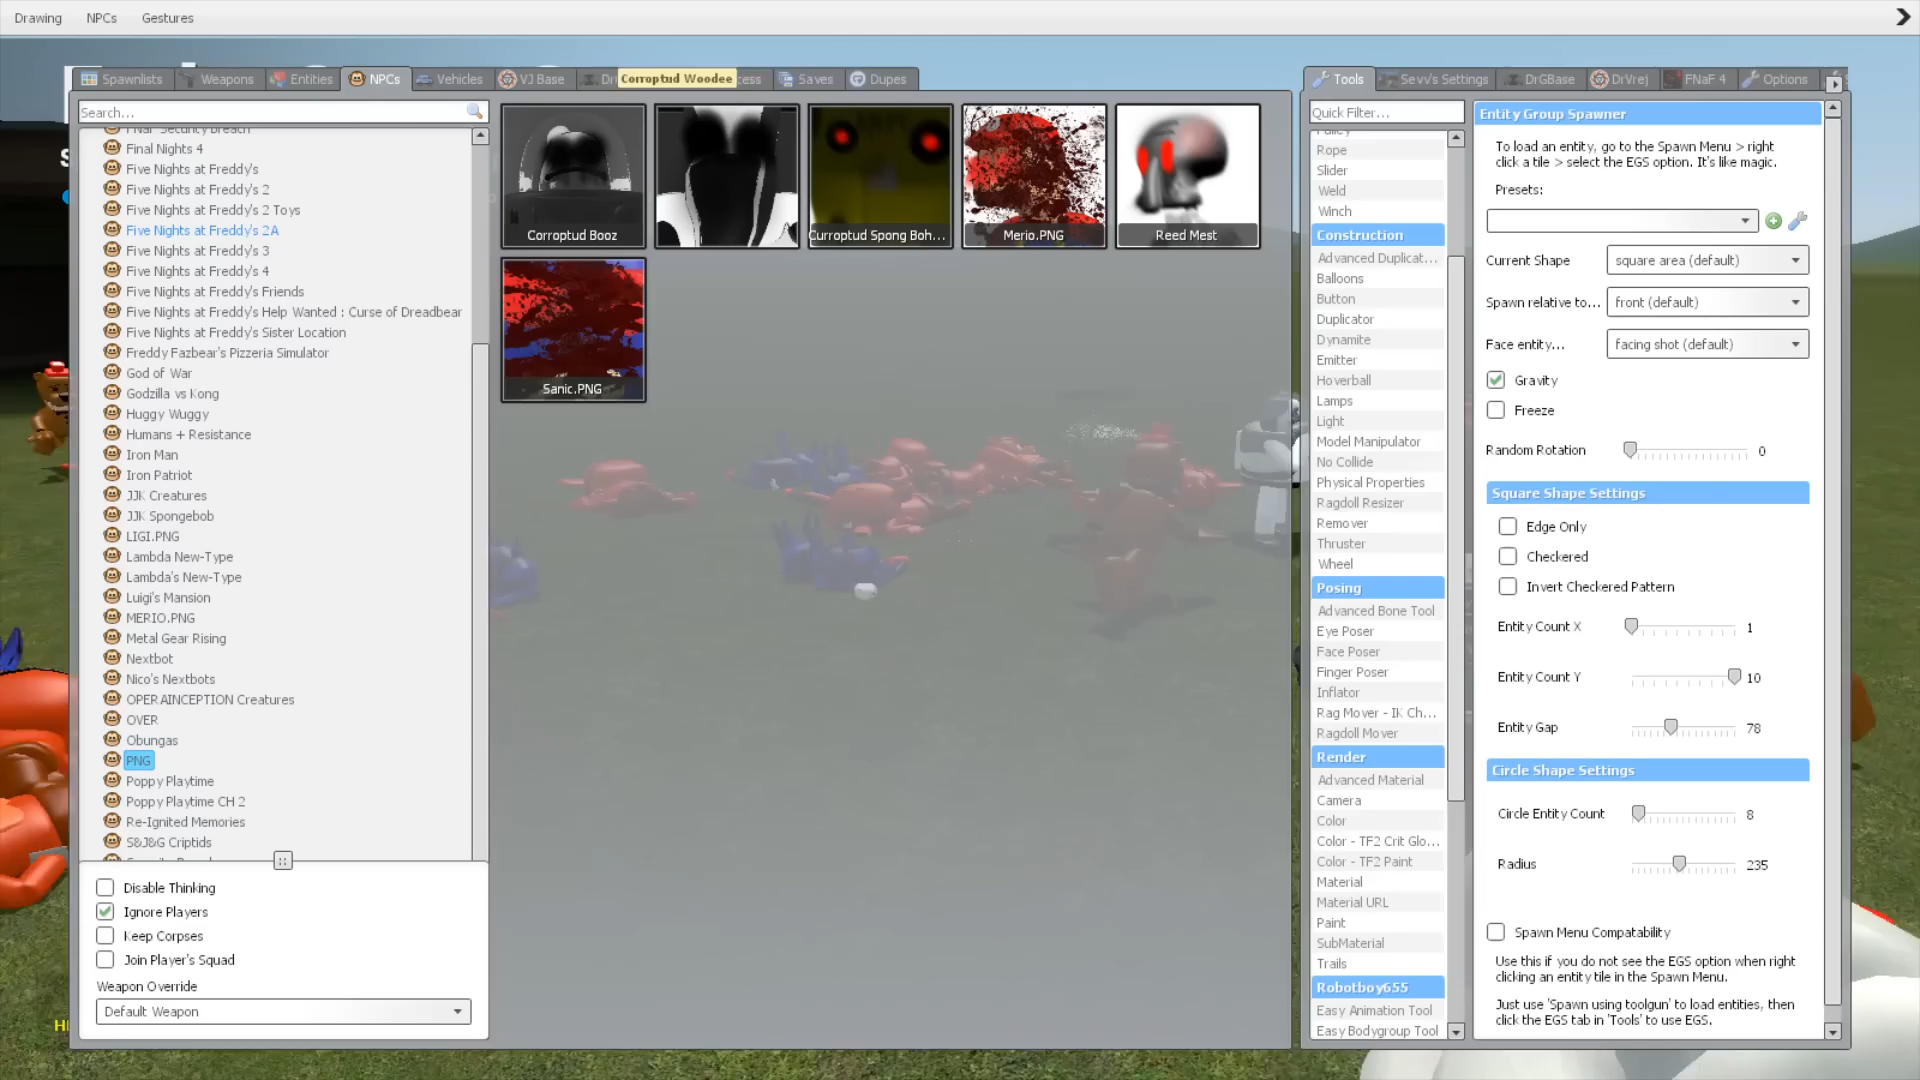 Drawing NPCs Gestures
Spawnlists Weapons Entities NPCs Vehicles VJ Base Corroptud Woodee Saves Dupes
Search...
FNaF Security Breach
Final Nights 4
Five Nights at Freddy's
Five Nights at Freddy's 2
Five Nights at Freddy's 2 Toys
Five Nights at Freddy's 2A
Five Nights at Freddy's 3
Five Nights at Freddy's 4
Five Nights at Freddy's Friends
Five Nights at Freddy's Help Wanted : Curse of Dreadbear
Five Nights at Freddy's Sister Location
Freddy Fazbear's Pizzeria Simulator
God of War
Godzilla vs Kong
Huggy Wuggy
Humans + Resistance
Iron Man
Iron Patriot
JJK Creatures
JJK Spongebob
LIGI.PNG
Lambda New-Type
Lambda's New-Type
Luigi's Mansion
MERIO.PNG
Metal Gear Rising
Nextbot
Nico's Nextbots
OPERAINCEPTION Creatures
OVER
Obungas
PNG
Poppy Playtime
Poppy Playtime CH 2
Re-Ignited Memories
S&J&G Criptids
Disable Thinking
Ignore Players
Keep Corpses
Join Player's Squad
Weapon Override
Default Weapon
Corroptud Booz
Curroptud Spong Boh...
Merio.PNG
Reed Mest
Sanic.PNG
Tools Sevv's Settings DrGBase DrVrej FNaF 4 Options
Quick Filter...
Pulley
Rope
Slider
Weld
Winch
Construction
Advanced Duplicat...
Balloons
Button
Duplicator
Dynamite
Emitter
Hoverball
Lamps
Light
Model Manipulator
No Collide
Physical Properties
Ragdoll Resizer
Remover
Thruster
Wheel
Posing
Advanced Bone Tool
Eye Poser
Face Poser
Finger Poser
Inflator
Rag Mover - IK Ch...
Ragdoll Mover
Render
Advanced Material
Camera
Color
Color - TF2 Crit Glo...
Color - TF2 Paint
Material
Material URL
Paint
SubMaterial
Trails
Robotboy655
Easy Animation Tool
Easy Bodygroup Tool
Entity Group Spawner
To load an entity, go to the Spawn Menu > right
click a tile > select the EGS option. It's like magic.
Presets:
Current Shape square area (default)
Spawn relative to... front (default)
Face entity... facing shot (default)
Gravity
Freeze
Random Rotation 0
Square Shape Settings
Edge Only
Checkered
Invert Checkered Pattern
Entity Count X 1
Entity Count Y 10
Entity Gap 78
Circle Shape Settings
Circle Entity Count 8
Radius 235
Spawn Menu Compatability
Use this if you do not see the EGS option when right
clicking an entity tile in the Spawn Menu.
Just use 'Spawn using toolgun' to load entities, then
click the EGS tab in 'Tools' to use EGS.